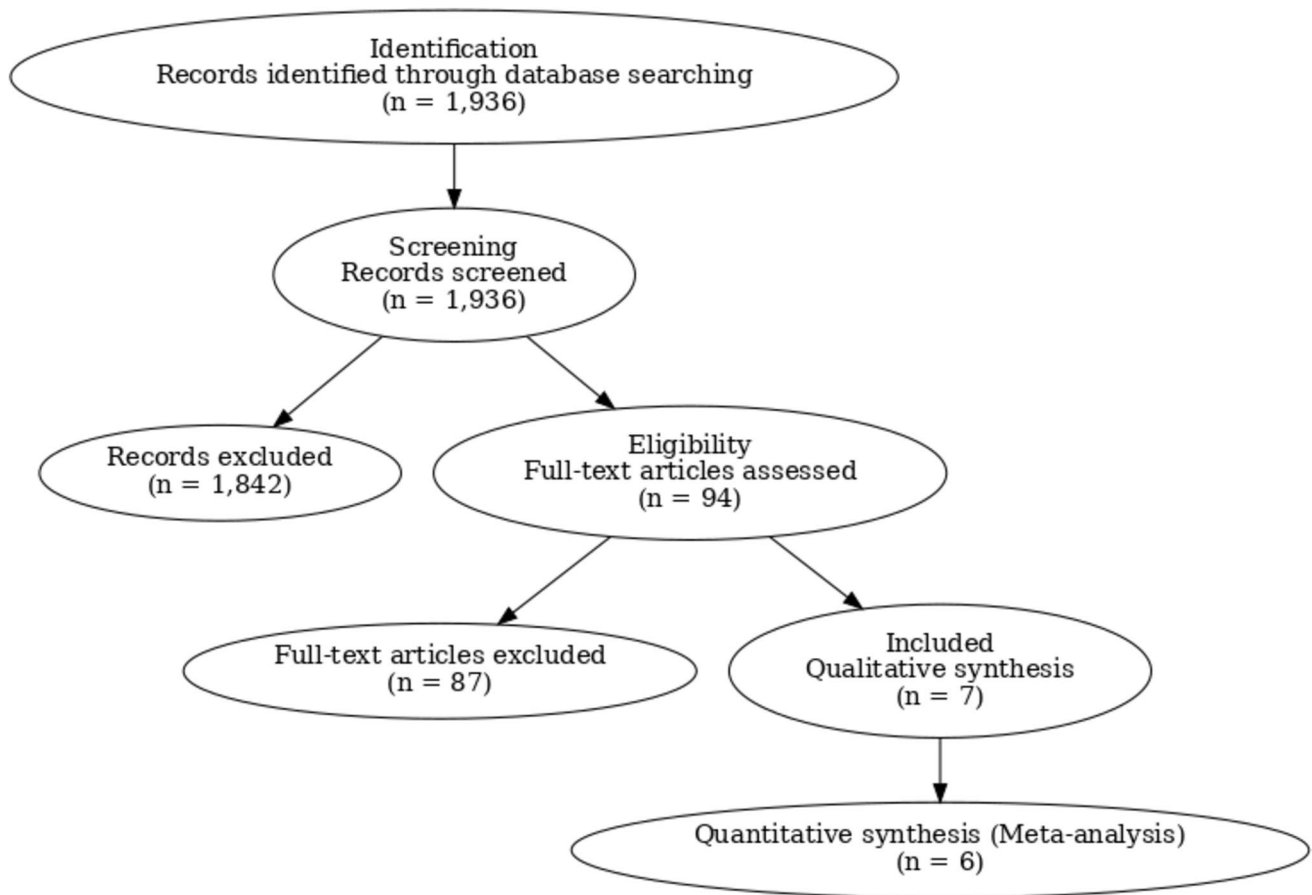 Identification
Records identified through database searching
(n = 1,936)
Screening
Records screened
(n = 1,936)
Records excluded
(n = 1,842)
Eligibility
Full-text articles assessed
(n = 94)
Full-text articles excluded
(n = 87)
Included
Qualitative synthesis
(n = 7)
Quantitative synthesis (Meta-analysis)
(n = 6)